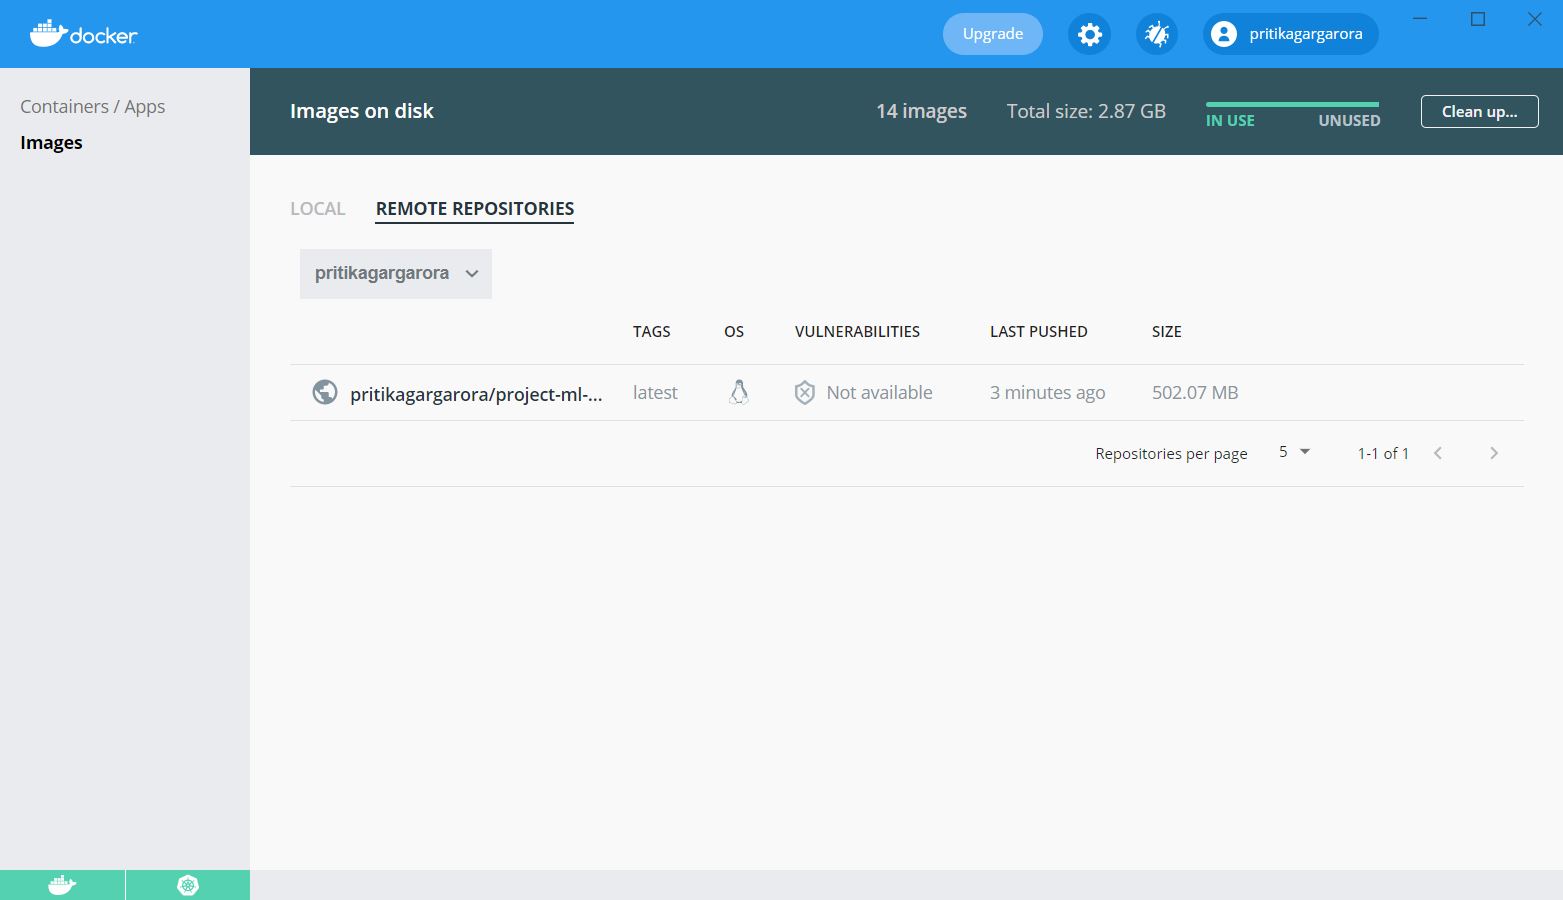 docker
Upgrade
pritikagargarora
Containers / Apps
Images
Images on disk
14 images
Total size: 2.87 GB
IN USE
UNUSED
Clean up...
LOCAL
REMOTE REPOSITORIES
pritikagargarora
TAGS OS VULNERABILITIES LAST PUSHED SIZE
pritikagargarora/project-ml-... latest Not available 3 minutes ago 502.07 MB
Repositories per page 5 1-1 of 1